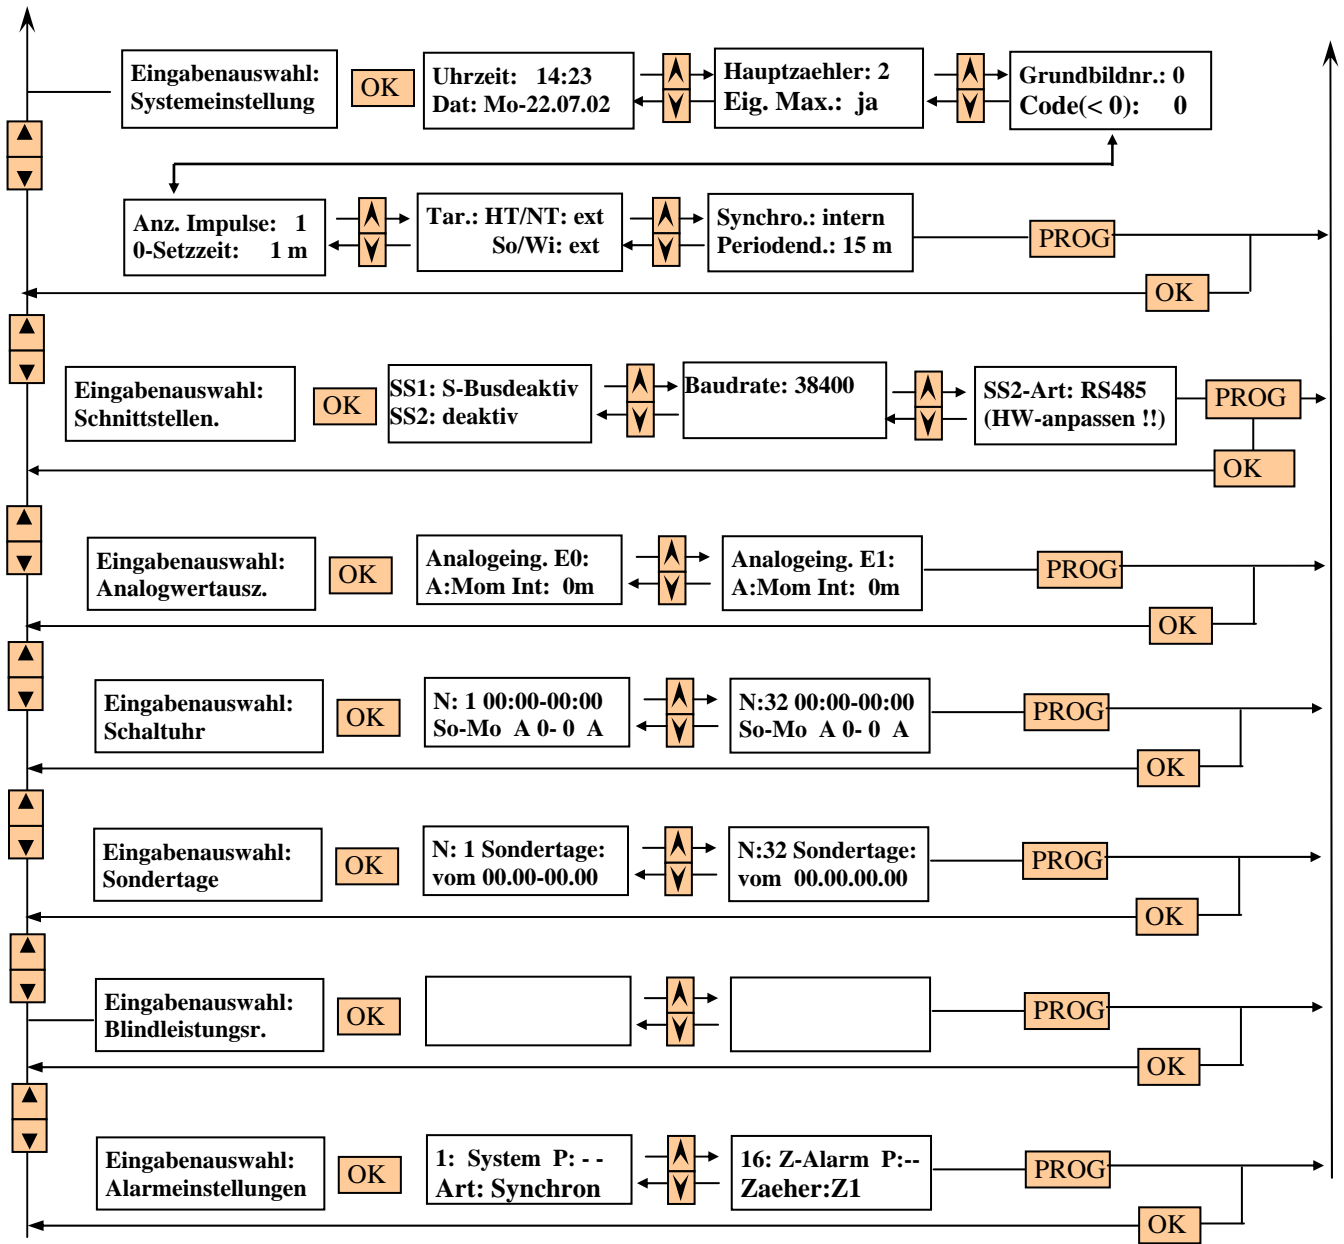 Eingabenauswahl:
Systemeinstellung
OK
Uhrzeit: 14:23
Dat: Mo-22.07.02
Hauptzaehler: 2
Eig. Max.: ja
Grundbildnr.: 0
Code(< 0): 0
Anz. Impulse: 1
0-Setzzeit: 1 m
Tar.: HT/NT: ext
So/Wi: ext
Synchro.: intern
Periodend.: 15 m
PROG
OK
Eingabenauswahl:
Schnittstellen.
OK
SS1: S-Busdeaktiv
SS2: deaktiv
Baudrate: 38400
SS2-Art: RS485
(HW-anpassen !!)
PROG
OK
Eingabenauswahl:
Analogwertausz.
OK
Analogeing. E0:
A:Mom Int: 0m
Analogeing. E1:
A:Mom Int: 0m
PROG
OK
Eingabenauswahl:
Schaltuhr
OK
N: 1 00:00-00:00
So-Mo A 0- 0 A
N:32 00:00-00:00
So-Mo A 0- 0 A
PROG
OK
Eingabenauswahl:
Sondertage
OK
N: 1 Sondertage:
vom 00.00-00.00
N:32 Sondertage:
vom 00.00.00.00
PROG
OK
Eingabenauswahl:
Blindleistungsr.
OK
PROG
OK
Eingabenauswahl:
Alarmeinstellungen
OK
1: System P: - -
Art: Synchron
16: Z-Alarm P:--
Zaeher:Z1
PROG
OK